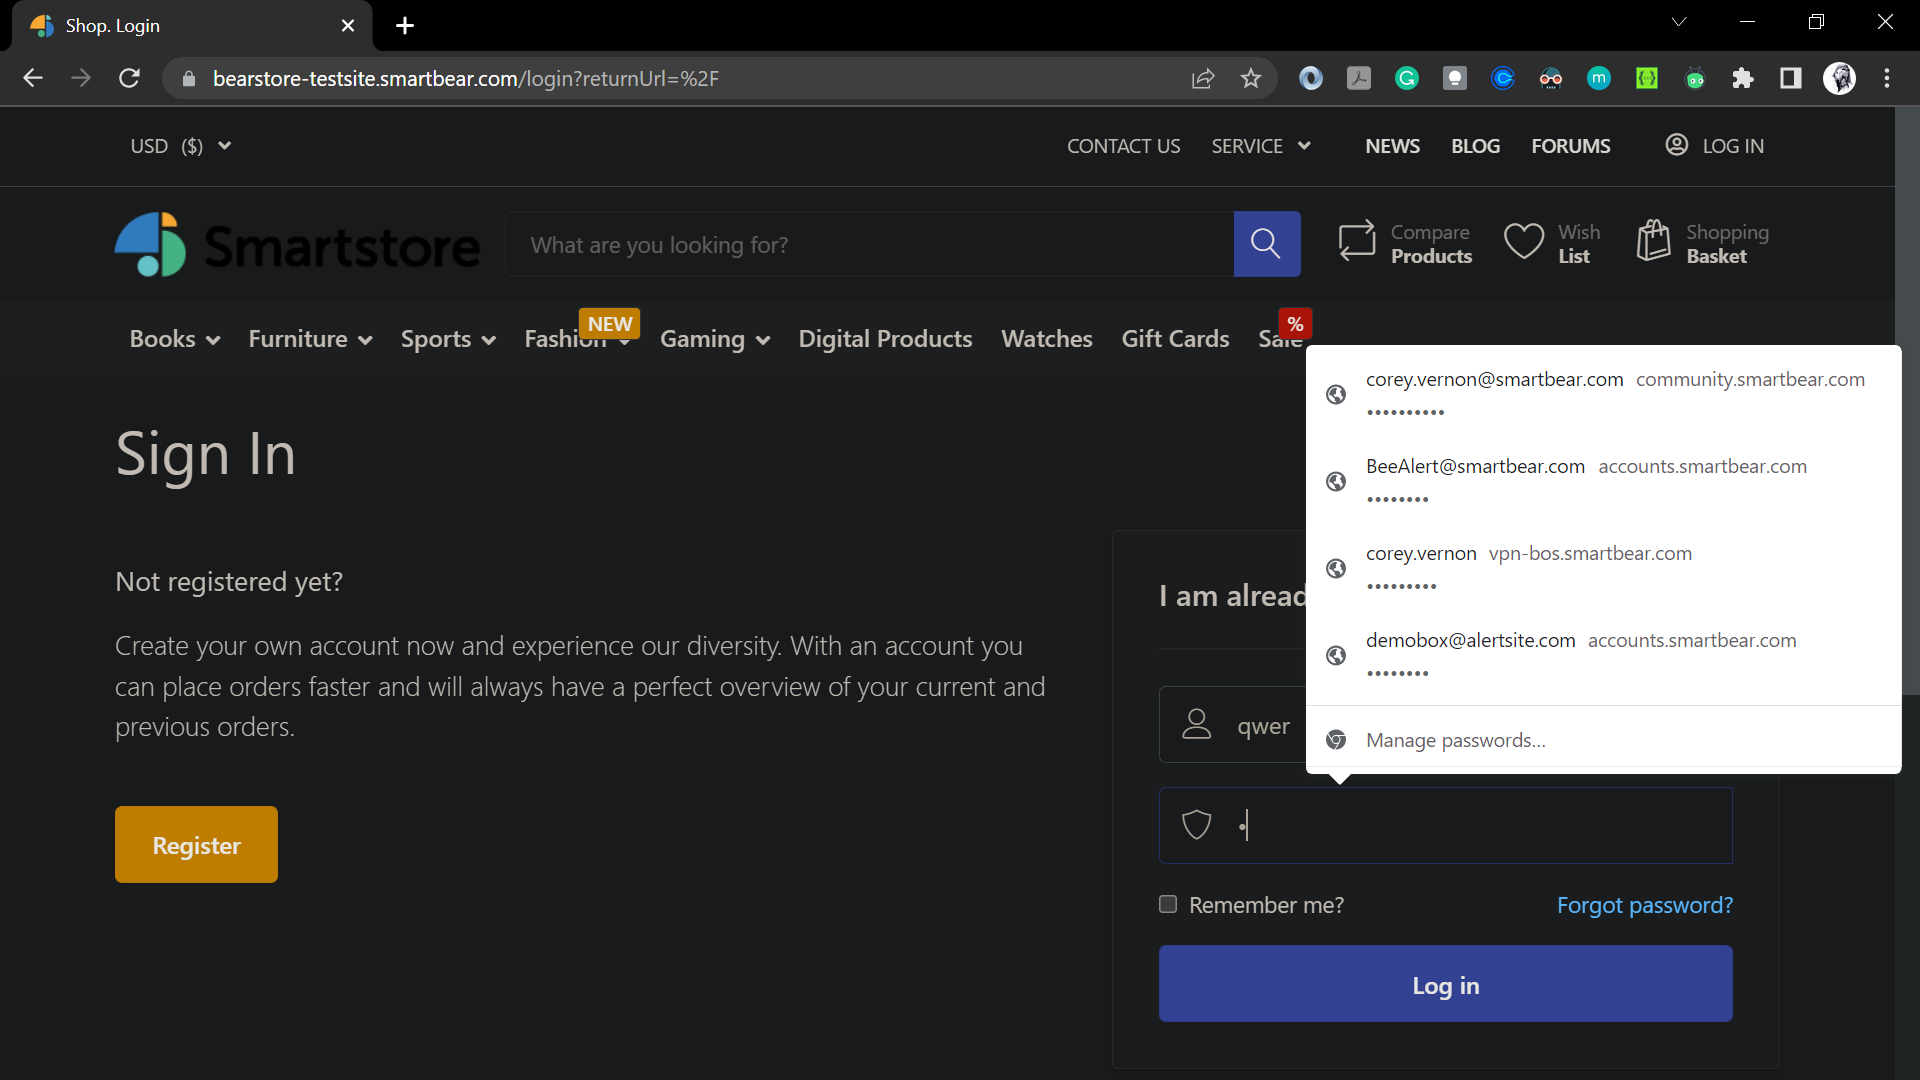 Shop. Login
bearstore-testsite.smartbear.com/login?returnUrl=%2F
USD ($)
CONTACT US SERVICE NEWS BLOG FORUMS LOG IN
Smartstore
What are you looking for?
Compare
Products
Wish
List
Shopping
Basket
Books Furniture Sports Fashion NEW Gaming Digital Products Watches Gift Cards Sale %
Sign In
Not registered yet?
Create your own account now and experience our diversity. With an account you
can place orders faster and will always have a perfect overview of your current and
previous orders.
Register
I am alread
qwer
•
Remember me? Forgot password?
Log in
corey.vernon@smartbear.com community.smartbear.com
••••••••••
BeeAlert@smartbear.com accounts.smartbear.com
••••••••
corey.vernon vpn-bos.smartbear.com
•••••••••
demobox@alertsite.com accounts.smartbear.com
••••••••
Manage passwords...